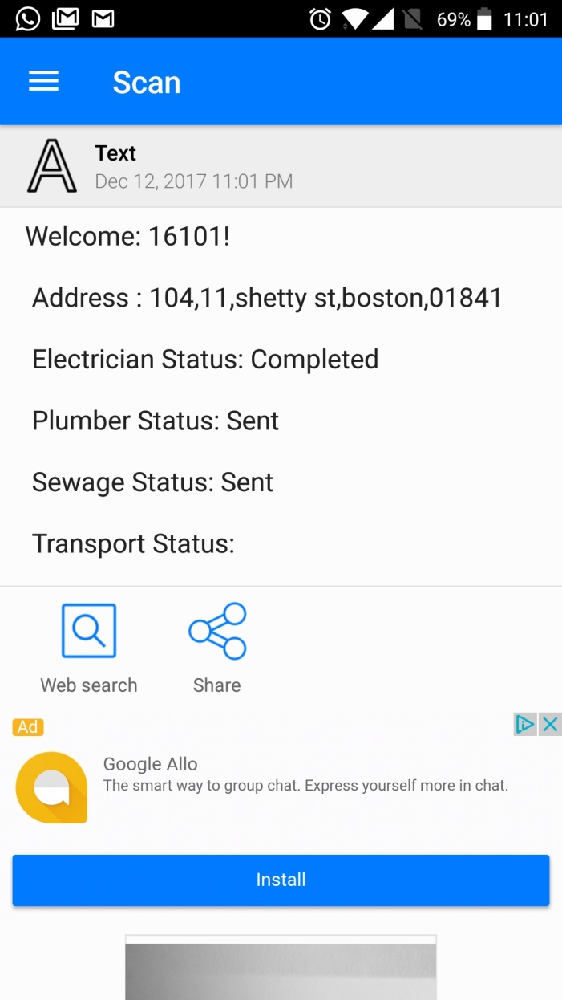 69% 11:01
Scan
Text
Dec 12, 2017 11:01 PM
Welcome: 16101!
Address : 104,11,shetty st,boston,01841
Electrician Status: Completed
Plumber Status: Sent
Sewage Status: Sent
Transport Status:
Web search Share
Ad
Google Allo
The smart way to group chat. Express yourself more in chat.
Install